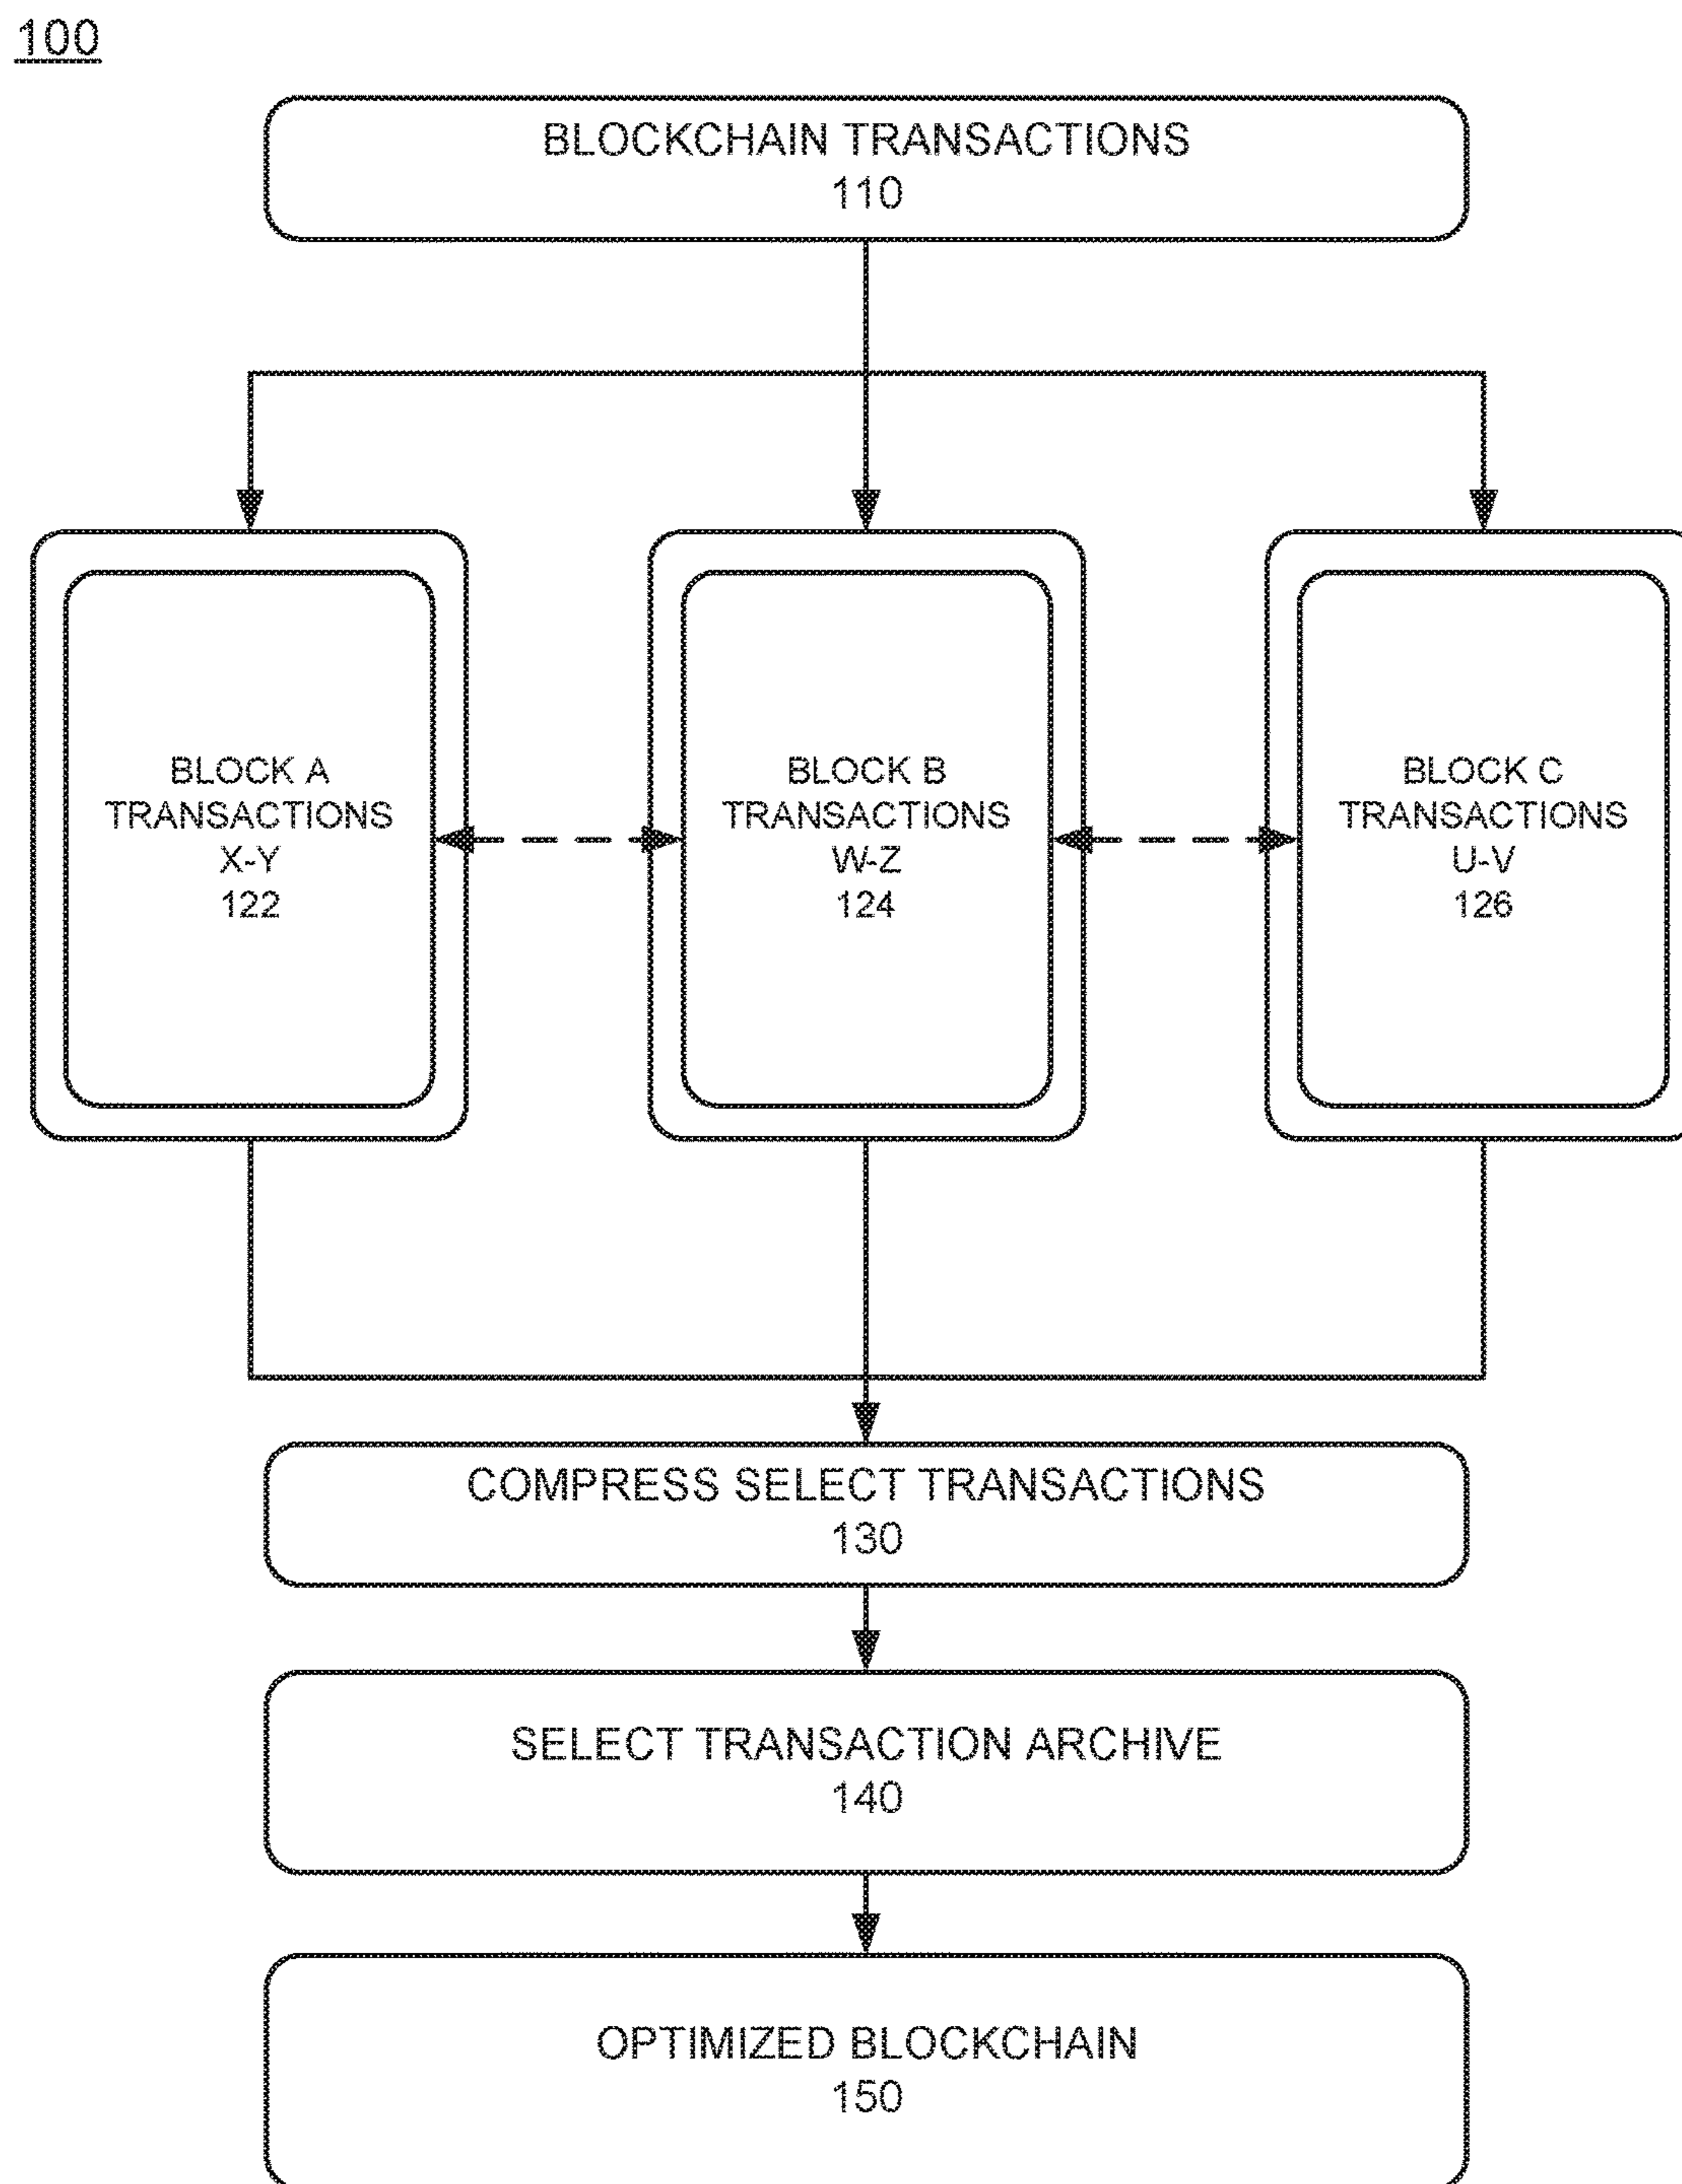 100
BLOCKCHAIN TRANSACTIONS
110
BLOCK A
TRANSACTIONS
X-Y
122
BLOCK B
TRANSACTIONS
W-Z
124
BLOCK C
TRANSACTIONS
U-V
126
COMPRESS SELECT TRANSACTIONS
130
SELECT TRANSACTION ARCHIVE
140
OPTIMIZED BLOCKCHAIN
150